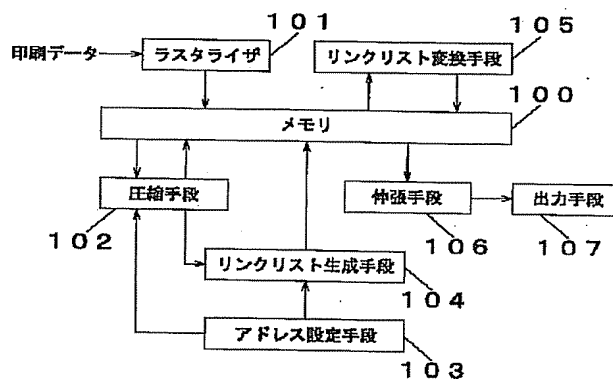 101
105
印刷データ
ラスタライザ
リンクリスト変換手段
100
メモリ
圧縮手段
伸張手段
出力手段
102
106
107
リンクリスト生成手段
104
アドレス設定手段
103